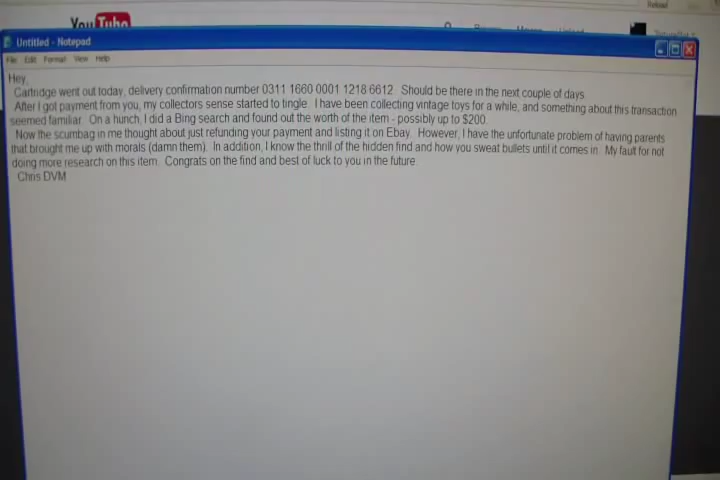 YouTube
Reload
Untitled - Notepad
File Edit Format View Help
Hey,
Cartridge went out today, delivery confirmation number 0311 1660 0001 1218 6612. Should be there in the next couple of days.
After I got payment from you, my collectors sense started to tingle. I have been collecting vintage toys for a while, and something about this transaction
seemed familiar. On a hunch, I did a Bing search and found out the worth of the item - possibly up to $200.
Now the scumbag in me thought about just refunding your payment and listing it on Ebay. However, I have the unfortunate problem of having parents
that brought me up with morals (damn them). In addition, I know the thrill of the hidden find and how you sweat bullets until it comes in. My fault for not
doing more research on this item. Congrats on the find and best of luck to you in the future.
Chris DVM